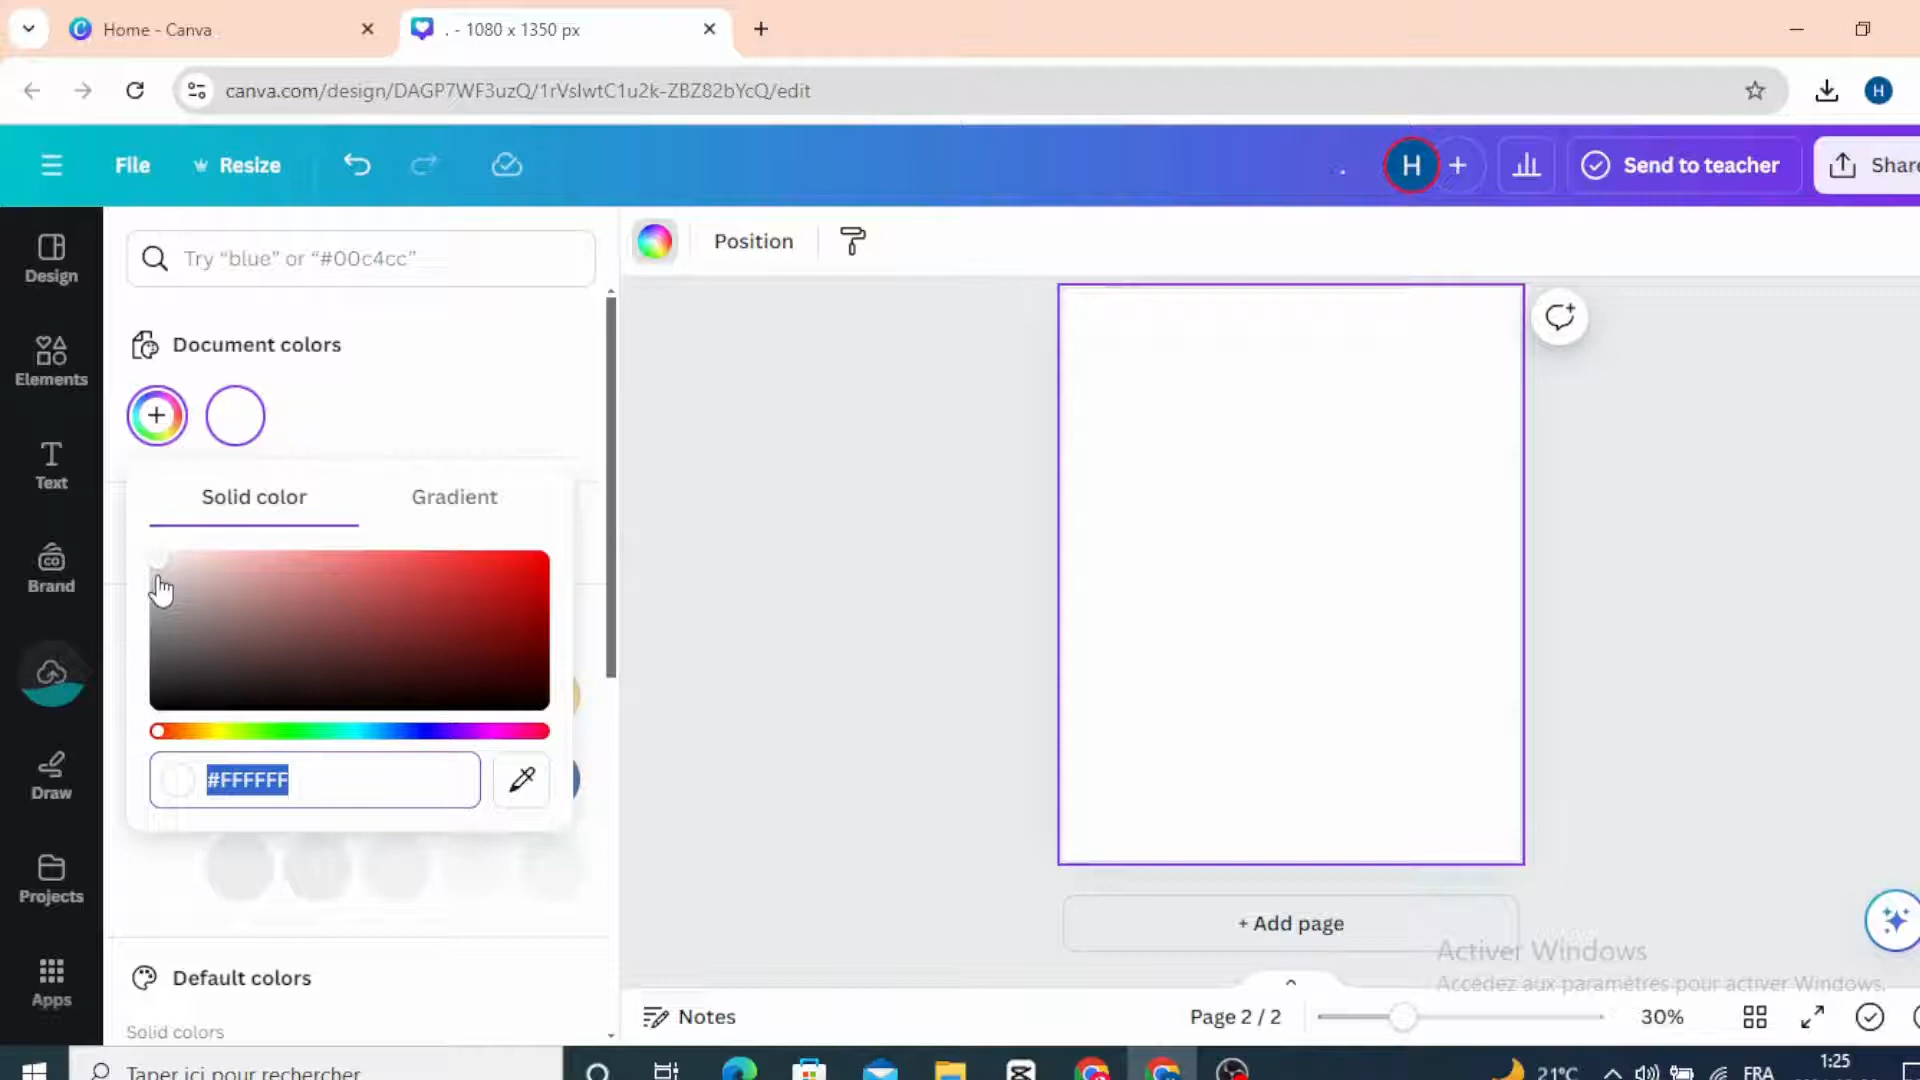 Home - Canva
. - 1080 x 1350 px
canva.com/design/DAGP7WF3uzQ/1rVsIwtC1u2k-ZBZ82bYcQ/edit
H
File
Resize
H
Send to teacher
Share
Design
Elements
Text
Brand
Draw
Projects
Apps
Try “blue” or “#00c4cc”
Document colors
Solid color
Gradient
#FFFFFF
Default colors
Solid colors
Position
+ Add page
Activer Windows
Accédez aux paramètres pour activer Windows.
Notes
Page 2 / 2
30%
Taper ici pour rechercher
21°C
FRA
1:25